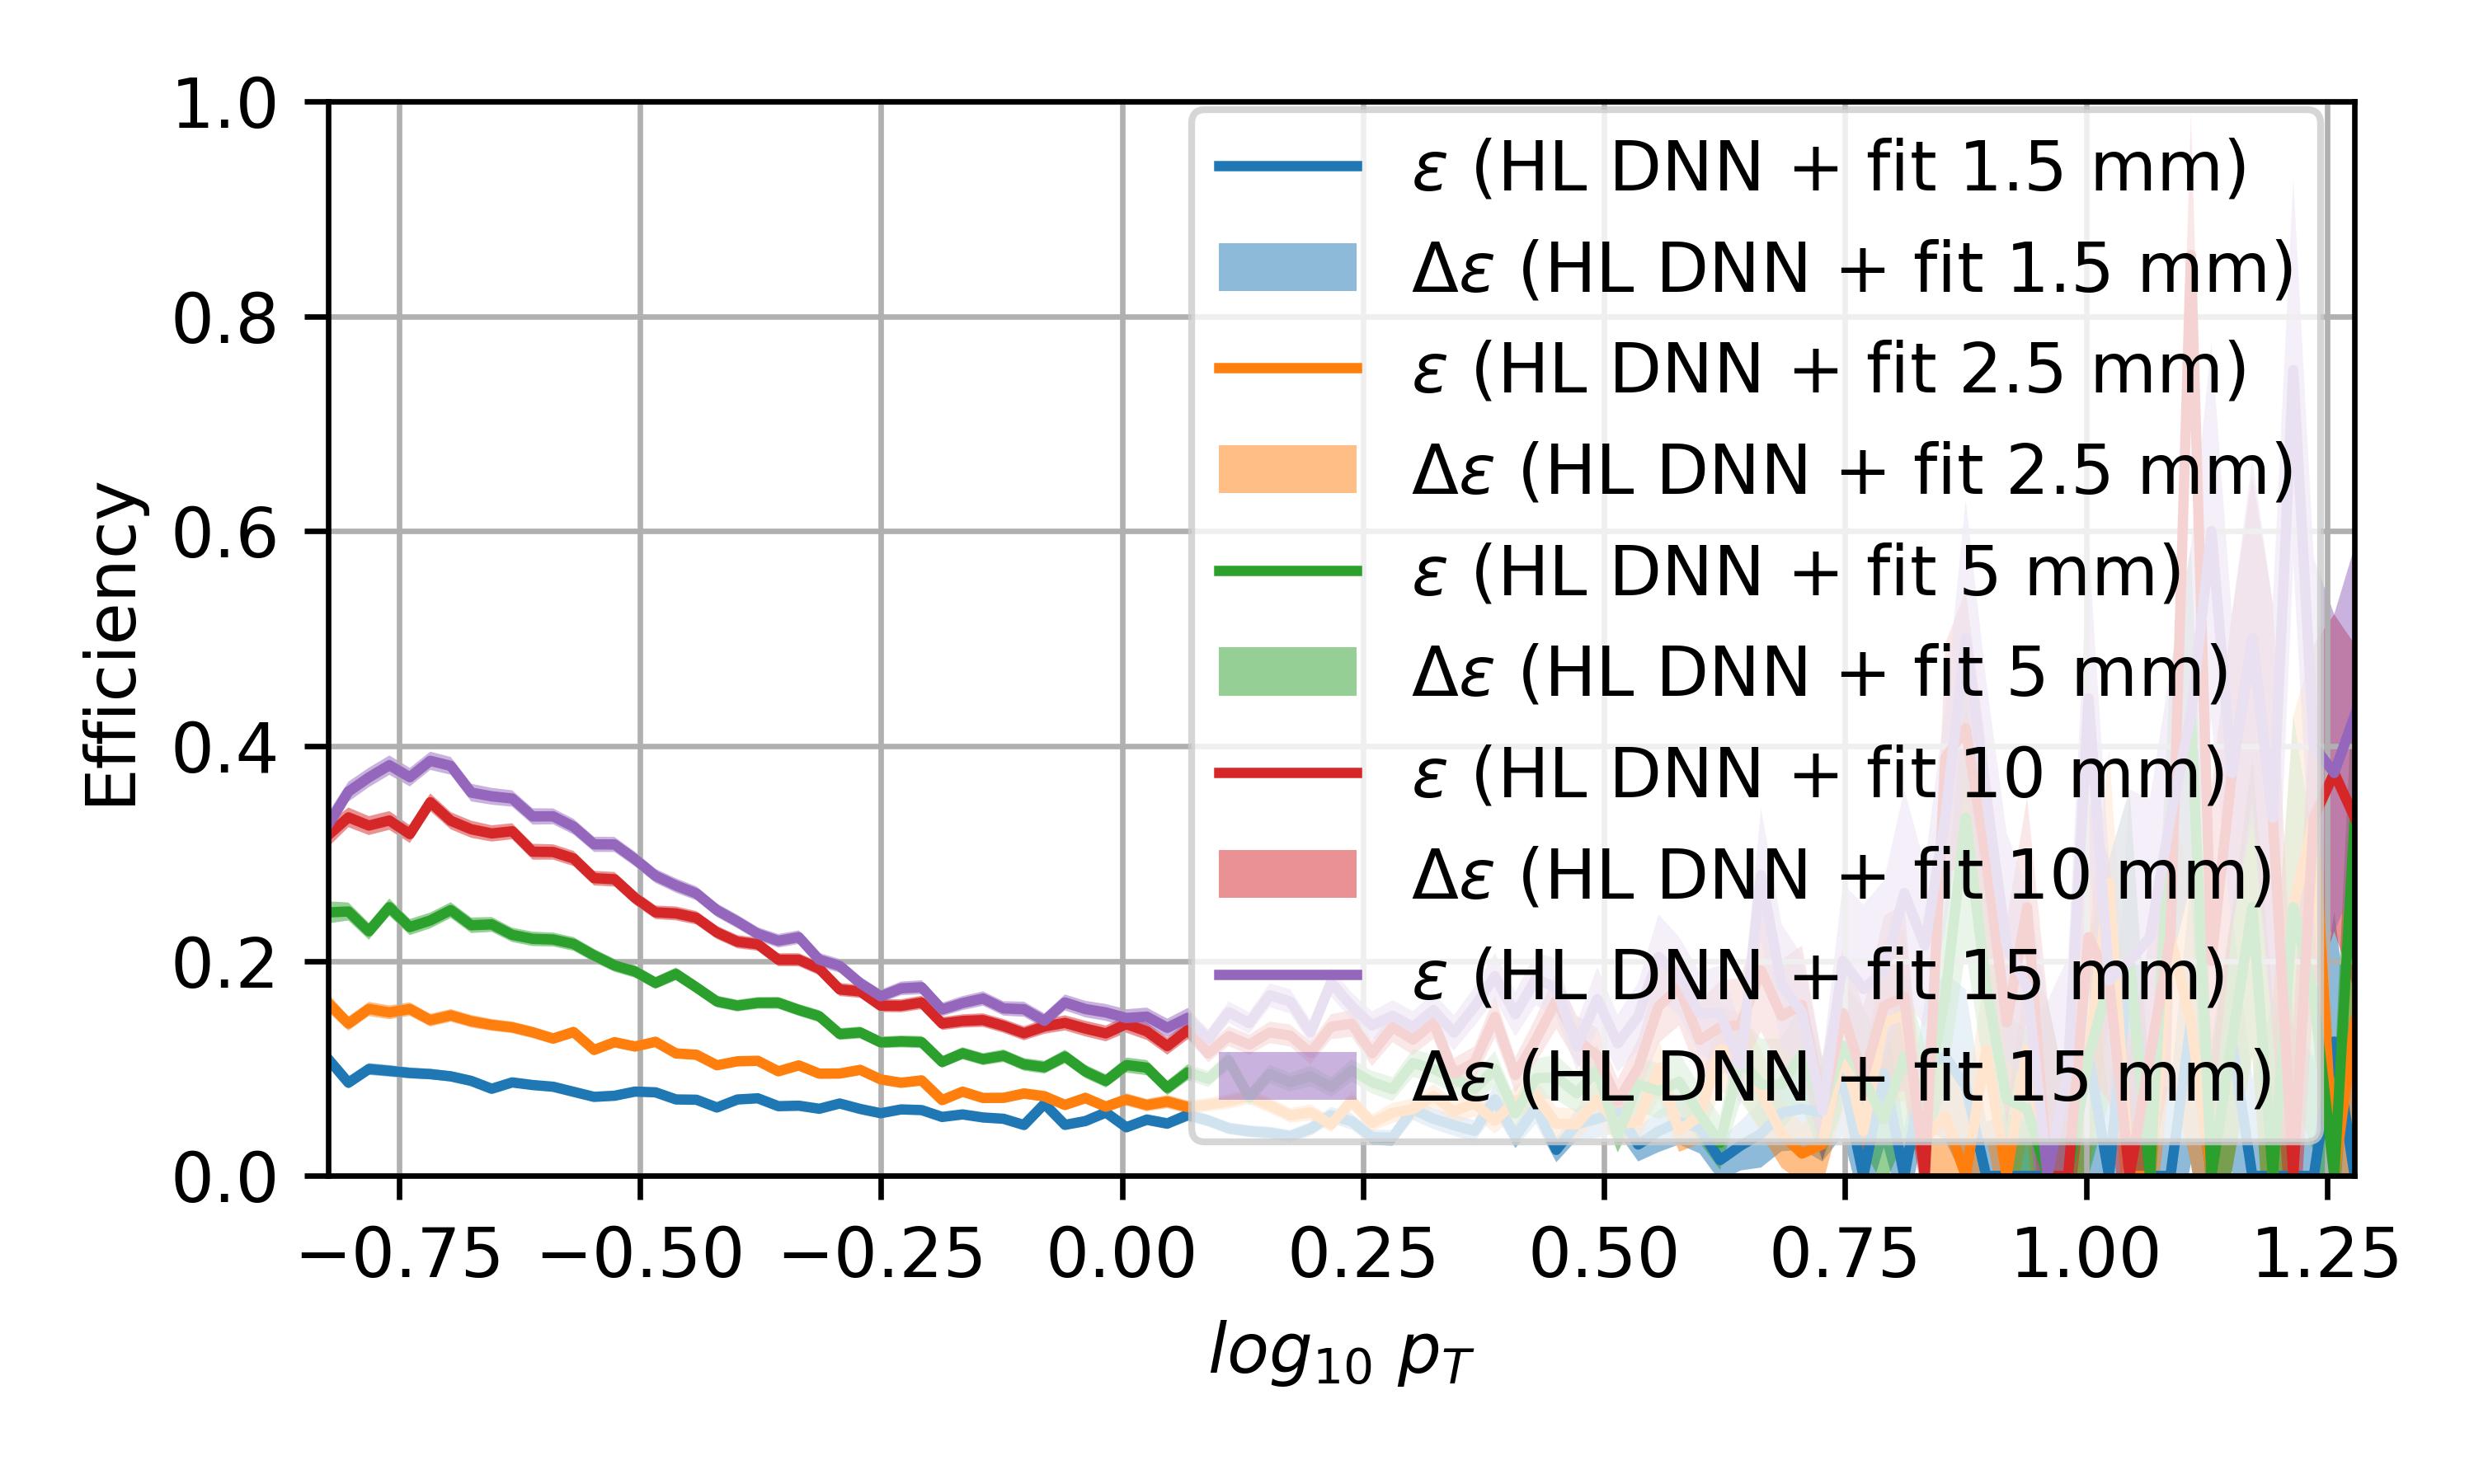 1.0
0.8
0.6
0.4
0.2
0.0
Efficiency
ε (HL DNN + fit 1.5 mm)
Δε (HL DNN + fit 1.5 mm)
ε (HL DNN + fit 2.5 mm)
Δε (HL DNN + fit 2.5 mm)
ε (HL DNN + fit 5 mm)
Δε (HL DNN + fit 5 mm)
ε (HL DNN + fit 10 mm)
Δε (HL DNN + fit 10 mm)
ε (HL DNN + fit 15 mm)
Δε (HL DNN + fit 15 mm)
−0.75 −0.50 −0.25 0.00 0.25 0.50 0.75 1.00 1.25
log₁₀ p_T